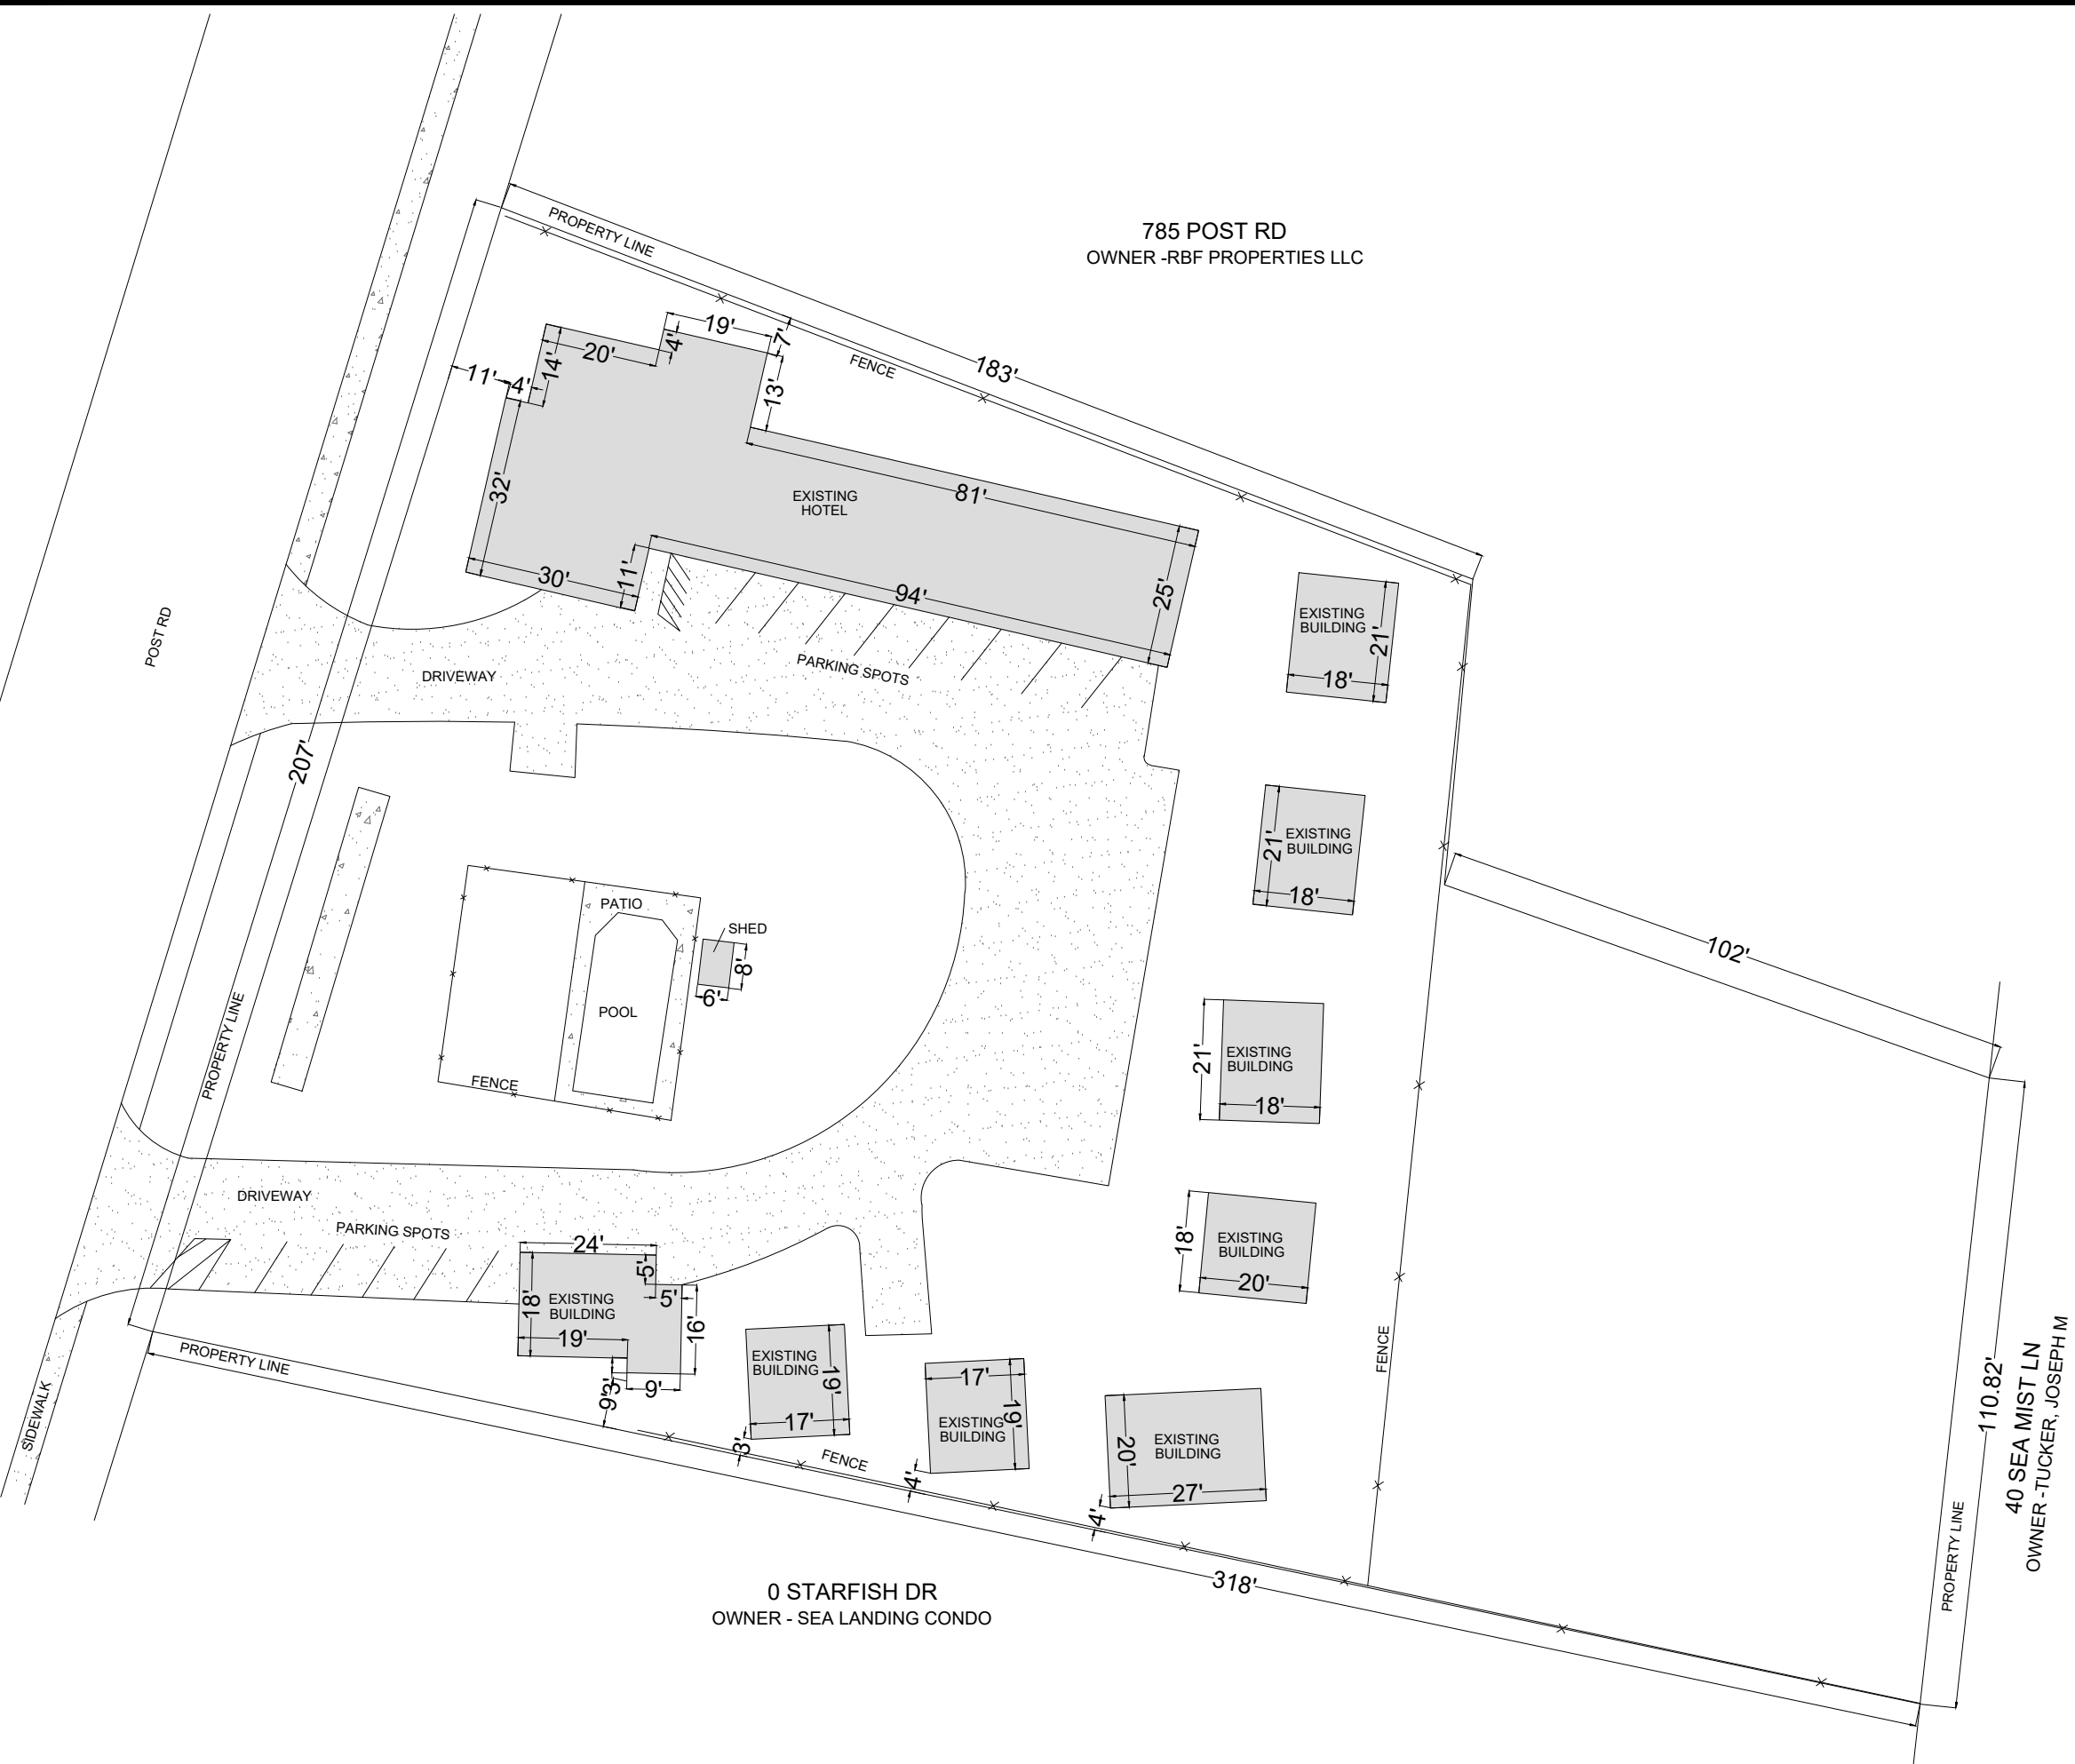 785 POST RD
OWNER -RBF PROPERTIES LLC
PROPERTY LINE
FENCE
183'
19'
7'
4'
20'
14'
11'
4'
13'
32'
81'
EXISTING
HOTEL
30'
11'
94'
25'
EXISTING
BUILDING
21'
18'
POST RD
DRIVEWAY
PARKING SPOTS
207'
EXISTING
BUILDING
21'
18'
PATIO
SHED
8'
6'
POOL
FENCE
PROPERTY LINE
102'
EXISTING
BUILDING
21'
18'
DRIVEWAY
PARKING SPOTS
EXISTING
BUILDING
18'
20'
24'
5'
5'
EXISTING
BUILDING
18'
19'
16'
3'
9'
9'
PROPERTY LINE
SIDEWALK
EXISTING
BUILDING
19'
17'
3'
FENCE
17'
EXISTING
BUILDING
19'
4'
EXISTING
BUILDING
20'
27'
4'
FENCE
318'
110.82'
PROPERTY LINE
40 SEA MIST LN
OWNER -TUCKER, JOSEPH M
0 STARFISH DR
OWNER - SEA LANDING CONDO